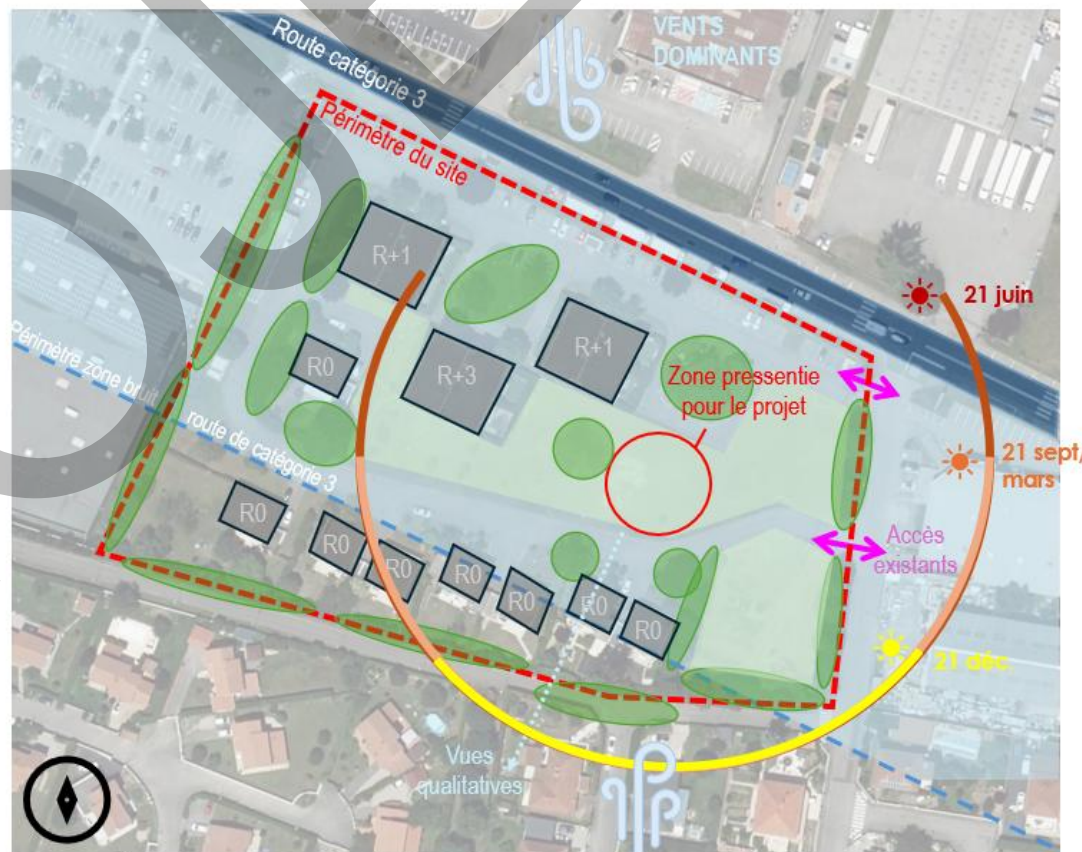 VENTS
DOMINANTS
Route catégorie 3
Périmètre du site
R+1
21 juin
R+1
R0
R+3
Zone pressentie
pour le projet
Périmètre zone bruit
route de catégorie 3
21 sept/
mars
R0
R0
R0
R0
R0
R0
R0
Accès
existants
21 déc.
Vues
qualitatives